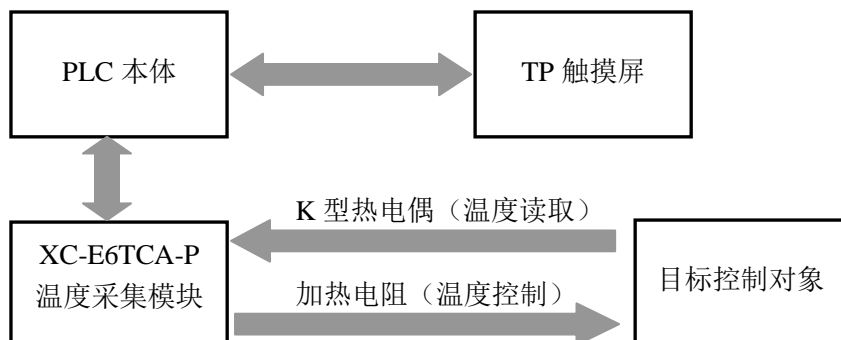 PLC 本体
TP 触摸屏
K 型热电偶（温度读取）
XC-E6TCA-P
温度采集模块
目标控制对象
加热电阻（温度控制）